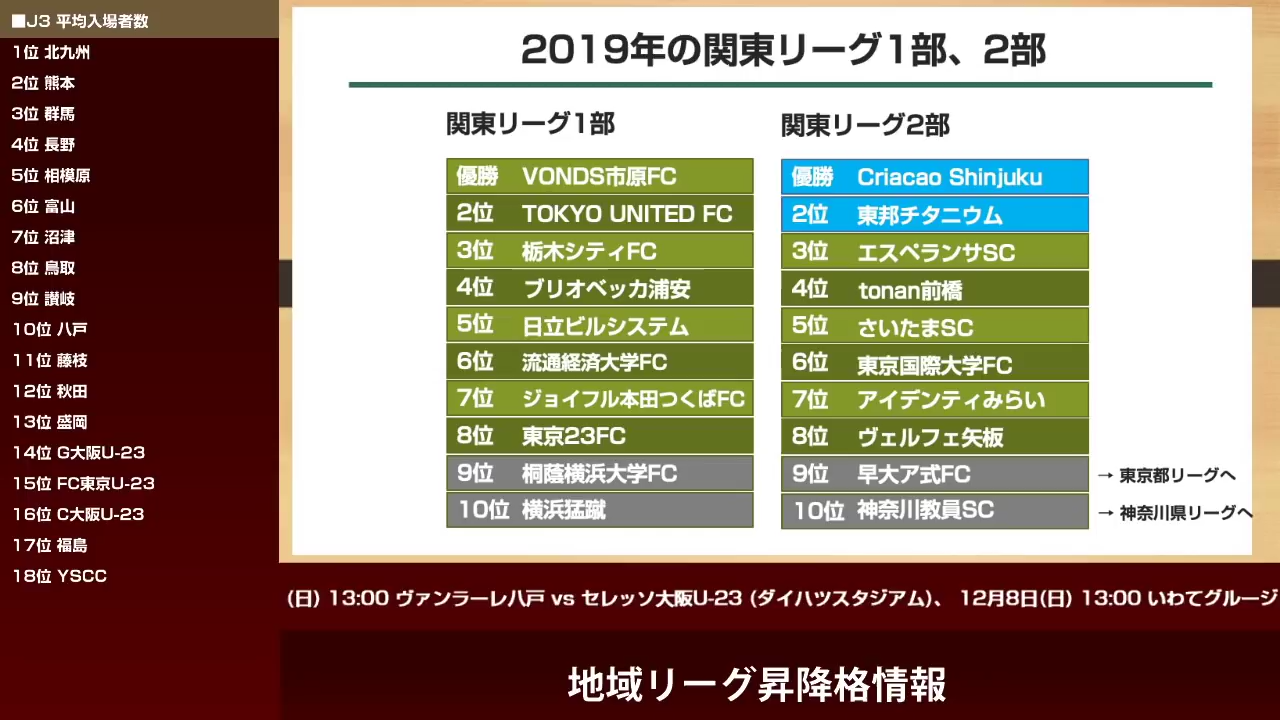 ■J3 平均入場者数
1位 北九州
2位 熊本
3位 群馬
4位 長野
5位 相模原
6位 富山
7位 沼津
8位 鳥取
9位 讃岐
10位 八戸
11位 藤枝
12位 秋田
13位 盛岡
14位 G大阪U-23
15位 FC東京U-23
16位 C大阪U-23
17位 福島
18位 YSCC
2019年の関東リーグ1部、2部
関東リーグ1部
優勝 VONDS市原FC
2位 TOKYO UNITED FC
3位 栃木シティFC
4位 ブリオベッカ浦安
5位 日立ビルシステム
6位 流通経済大学FC
7位 ジョイフル本田つくばFC
8位 東京23FC
9位 桐蔭横浜大学FC
10位 横浜猛蹴
関東リーグ2部
優勝 Criacao Shinjuku
2位 東邦チタニウム
3位 エスペランサSC
4位 tonan前橋
5位 さいたまSC
6位 東京国際大学FC
7位 アイデンティみらい
8位 ヴェルフェ矢板
9位 早大ア式FC → 東京都リーグへ
10位 神奈川教員SC → 神奈川県リーグへ
(日) 13:00 ヴァンラーレ八戸 vs セレッソ大阪U-23 (ダイハツスタジアム)、 12月8日(日) 13:00 いわてグルージ
地域リーグ昇降格情報